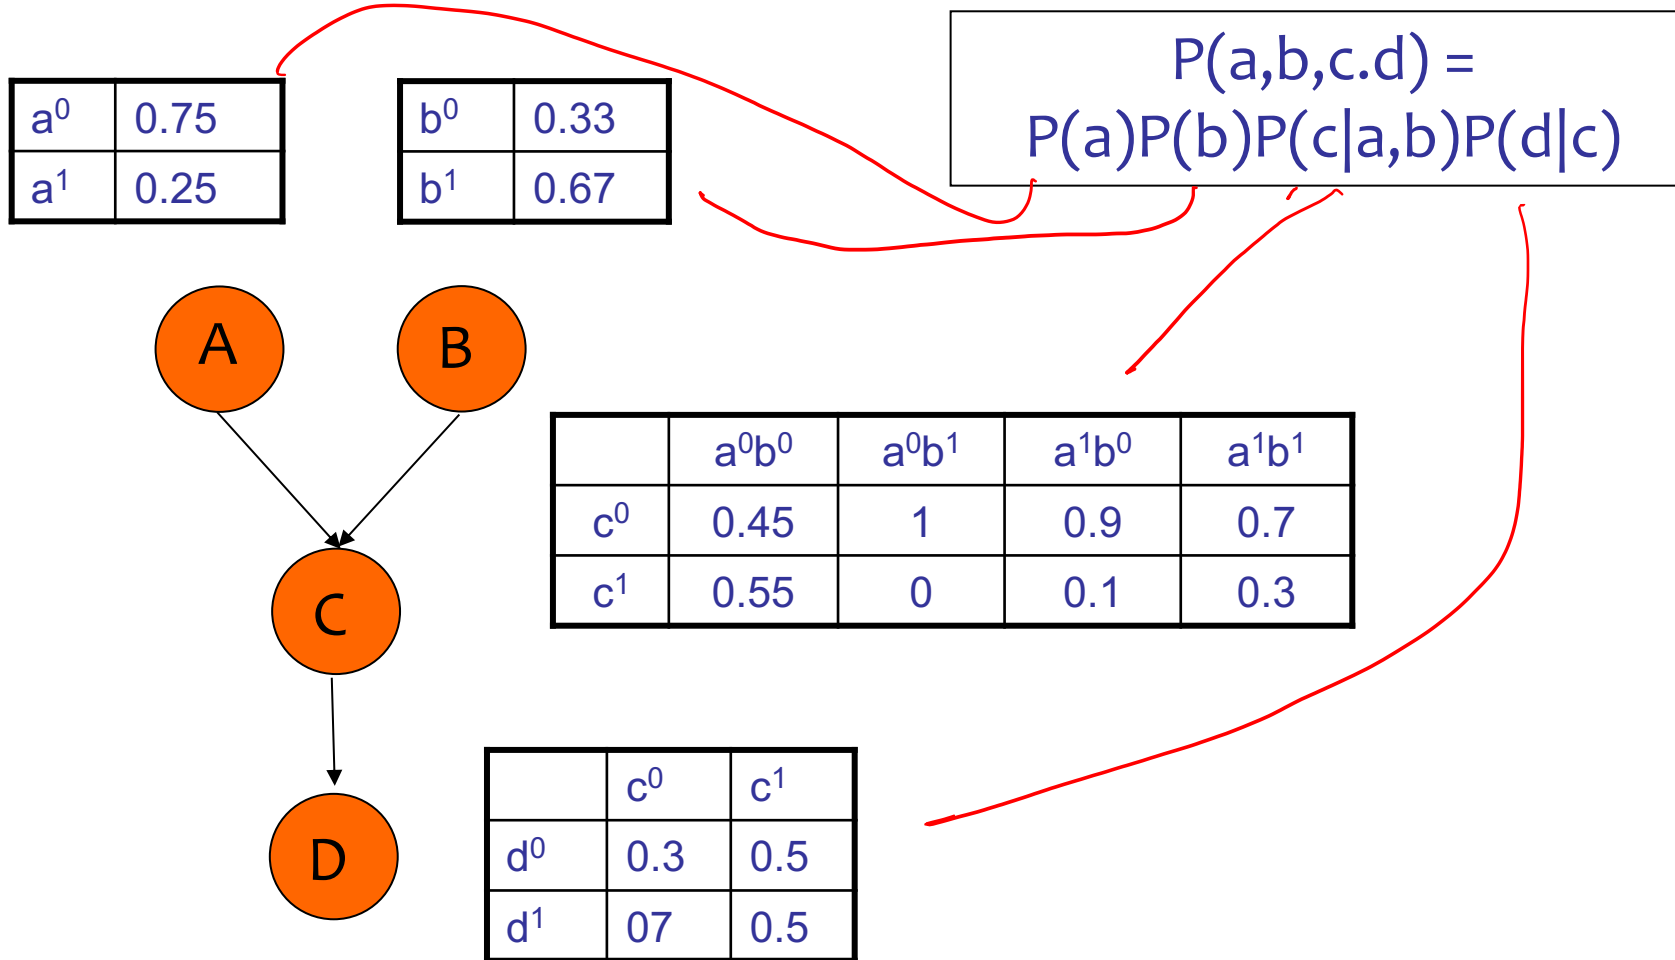 P(a,b,c.d) =
P(a)P(b)P(c|a,b)P(d|c)
a⁰ 0.75
a¹ 0.25
b⁰ 0.33
b¹ 0.67
A
B
C
D
a⁰b⁰ a⁰b¹ a¹b⁰ a¹b¹
c⁰ 0.45 1 0.9 0.7
c¹ 0.55 0 0.1 0.3
c⁰ c¹
d⁰ 0.3 0.5
d¹ 07 0.5